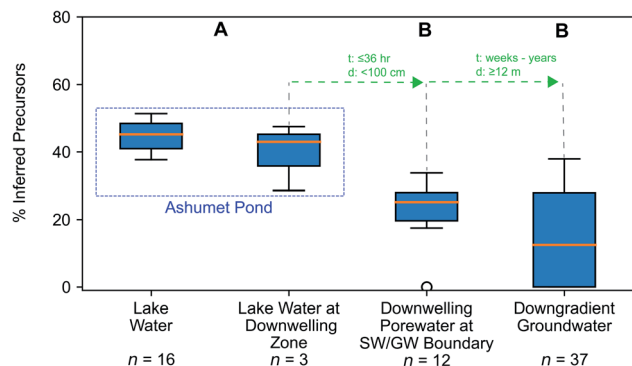 80
60
40
20
0
% Inferred Precursors
A
B
B
t: ≤36 hr
d: <100 cm
t: weeks - years
d: ≥12 m
Ashumet Pond
Lake
Water
n = 16
Lake Water at
Downwelling
Zone
n = 3
Downwelling
Porewater at
SW/GW Boundary
n = 12
Downgradient
Groundwater
n = 37